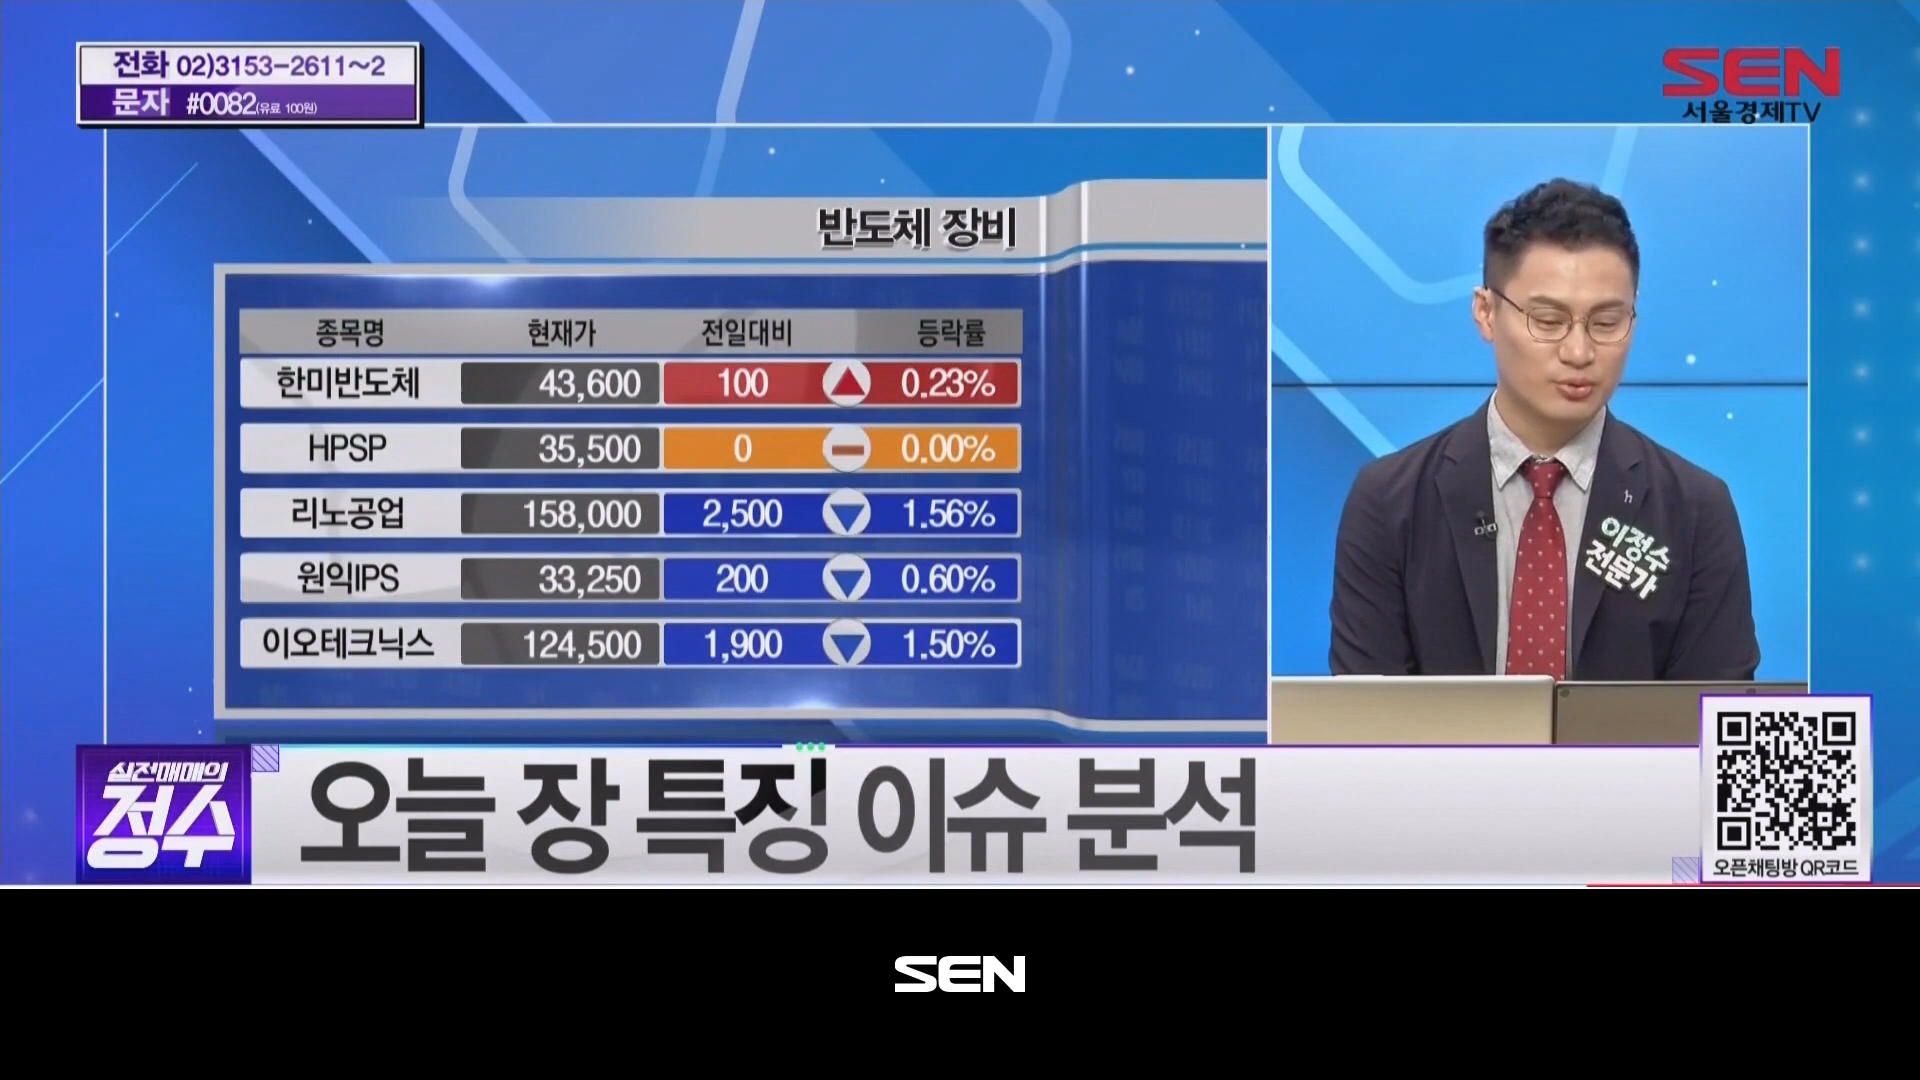 전화 02)3153-2611~2
문자 #0082(유료 100원)
SEN
서울경제TV
반도체 장비
종목명 현재가 전일대비 등락률
한미반도체 43,600 100 0.23%
HPSP 35,500 0 0.00%
리노공업 158,000 2,500 1.56%
원익IPS 33,250 200 0.60%
이오테크닉스 124,500 1,900 1.50%
이정수
전문가
실전매매의
정수
오늘 장 특징 이슈 분석
오픈채팅방 QR코드
SEN